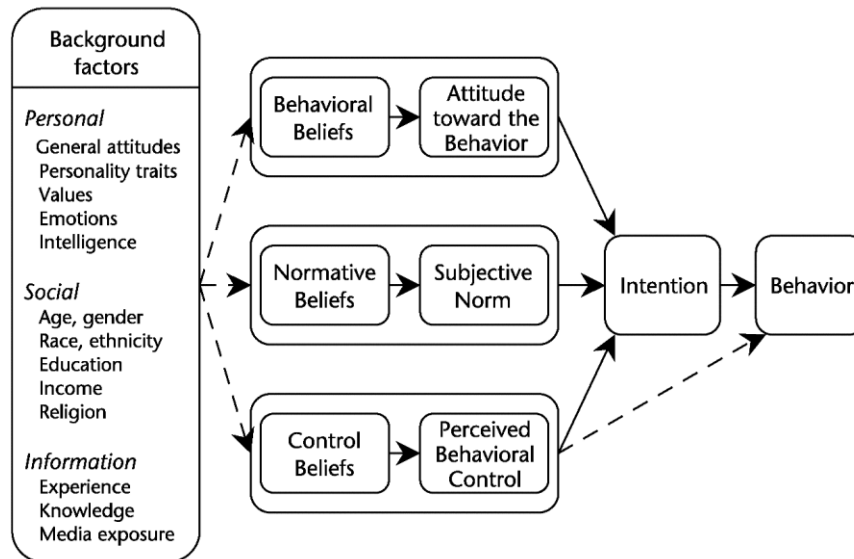 Background
factors
Personal
General attitudes
Personality traits
Values
Emotions
Intelligence
Social
Age, gender
Race, ethnicity
Education
Income
Religion
Information
Experience
Knowledge
Media exposure
Behavioral
Beliefs
Attitude
toward the
Behavior
Normative
Beliefs
Subjective
Norm
Control
Beliefs
Perceived
Behavioral
Control
Intention
Behavior